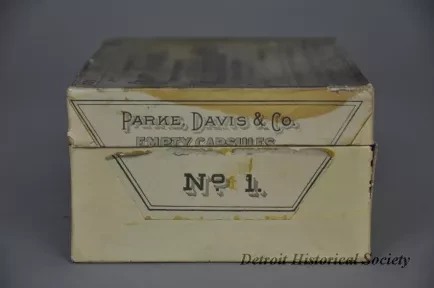 PARKE, DAVIS & CO.
EMPTY CAPSULES
No 1.
Detroit Historical Society